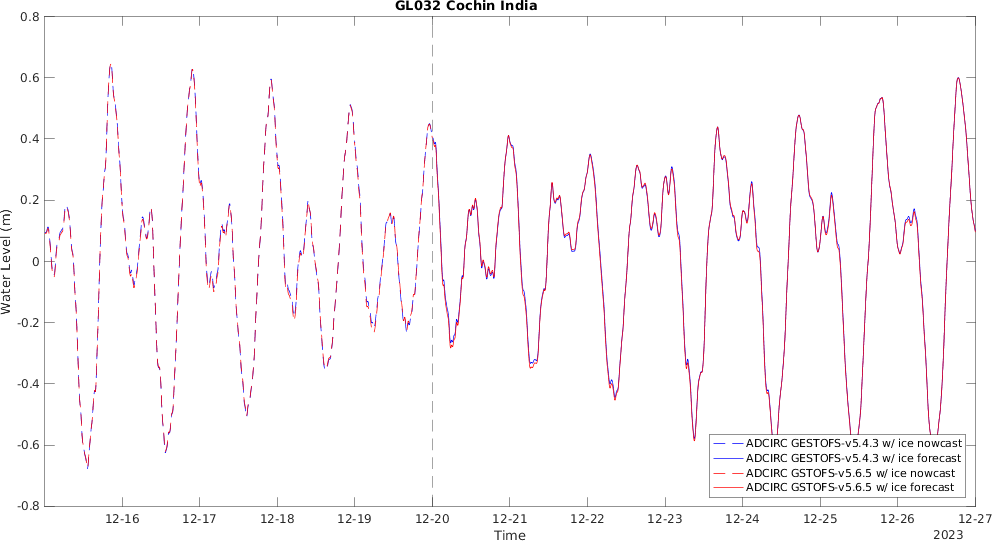 GL032 Cochin India
0.8
0.6
0.4
0.2
0
-0.2
-0.4
-0.6
-0.8
Water Level (m)
ADCIRC GESTOFS-v5.4.3 w/ ice nowcast
ADCIRC GESTOFS-v5.4.3 w/ ice forecast
ADCIRC GSTOFS-v5.6.5 w/ ice nowcast
ADCIRC GSTOFS-v5.6.5 w/ ice forecast
12-16 12-17 12-18 12-19 12-20 12-21 12-22 12-23 12-24 12-25 12-26 12-27
Time
2023